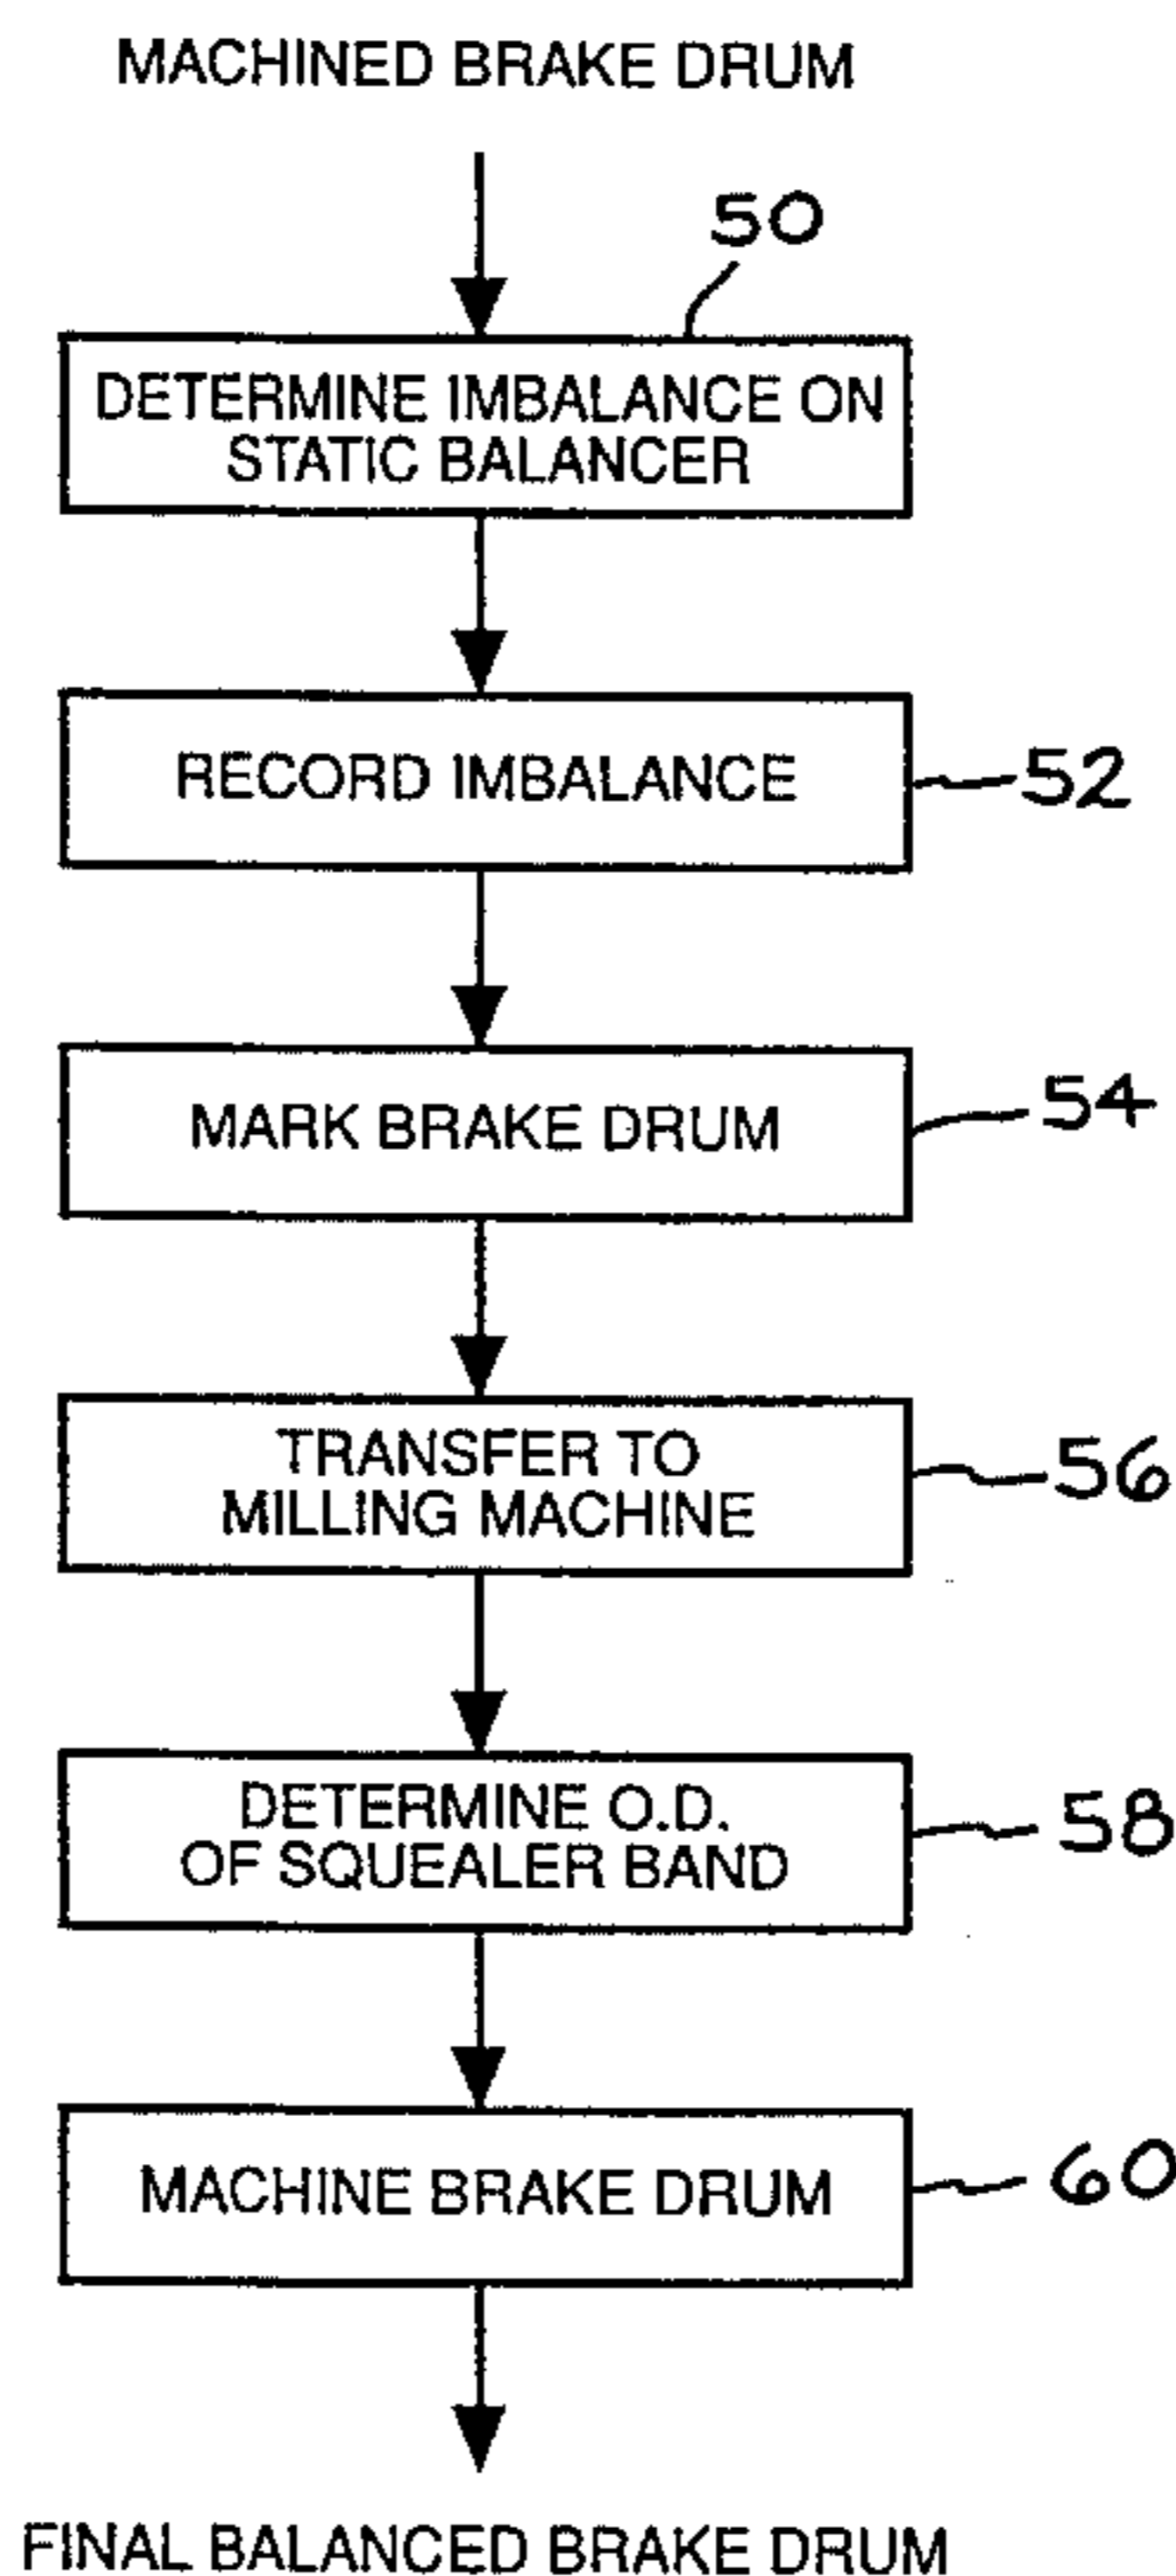 MACHINED BRAKE DRUM
50
DETERMINE IMBALANCE ON
STATIC BALANCER
RECORD IMBALANCE
52
MARK BRAKE DRUM
54
TRANSFER TO
MILLING MACHINE
56
DETERMINE O.D.
OF SQUEALER BAND
58
MACHINE BRAKE DRUM
60
FINAL BALANCED BRAKE DRUM